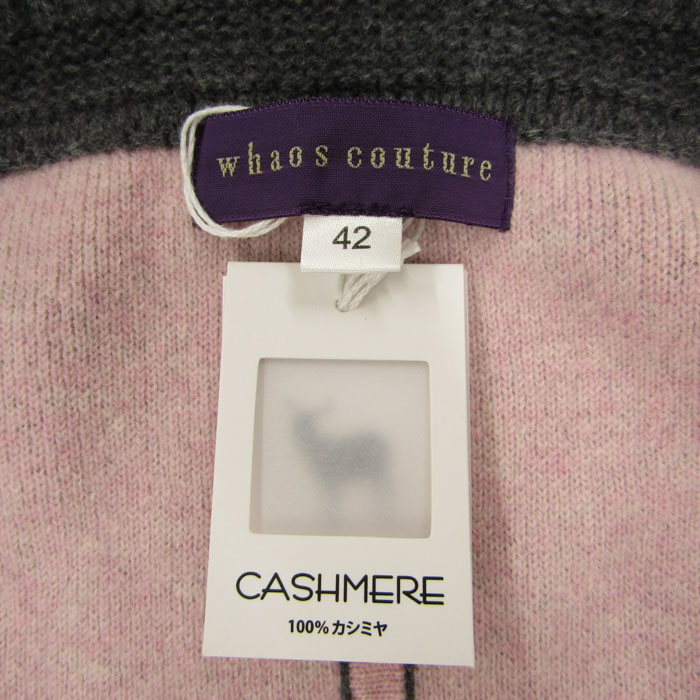 whaos couture
42
CASHMERE
100%カシミヤ